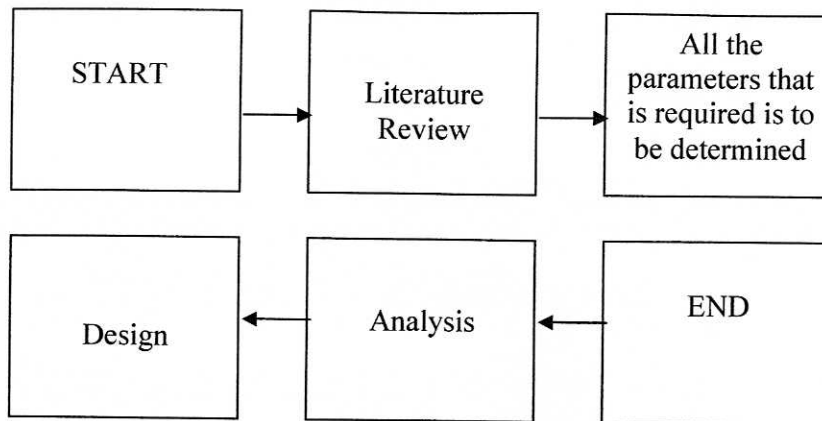 START
Literature
Review
All the
parameters that
is required is to
be determined
Design
Analysis
END